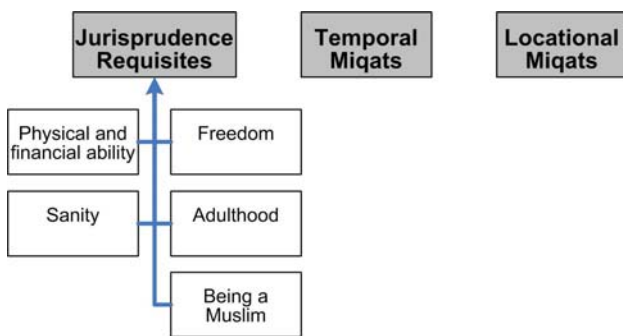 Jurisprudence
Requisites
Temporal
Miqats
Locational
Miqats
Physical and
financial ability
Freedom
Sanity
Adulthood
Being a
Muslim